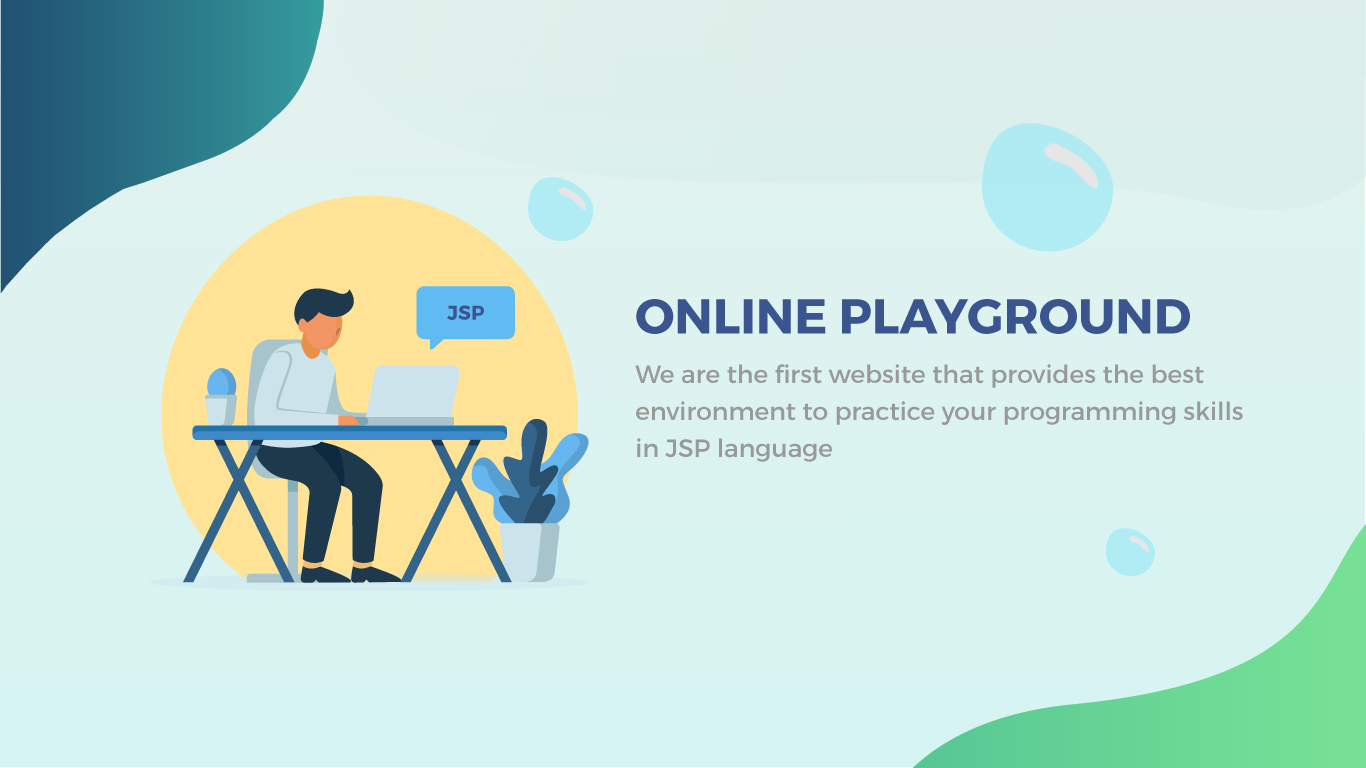 JSP
ONLINE PLAYGROUND
We are the first website that provides the best
environment to practice your programming skills
in JSP language